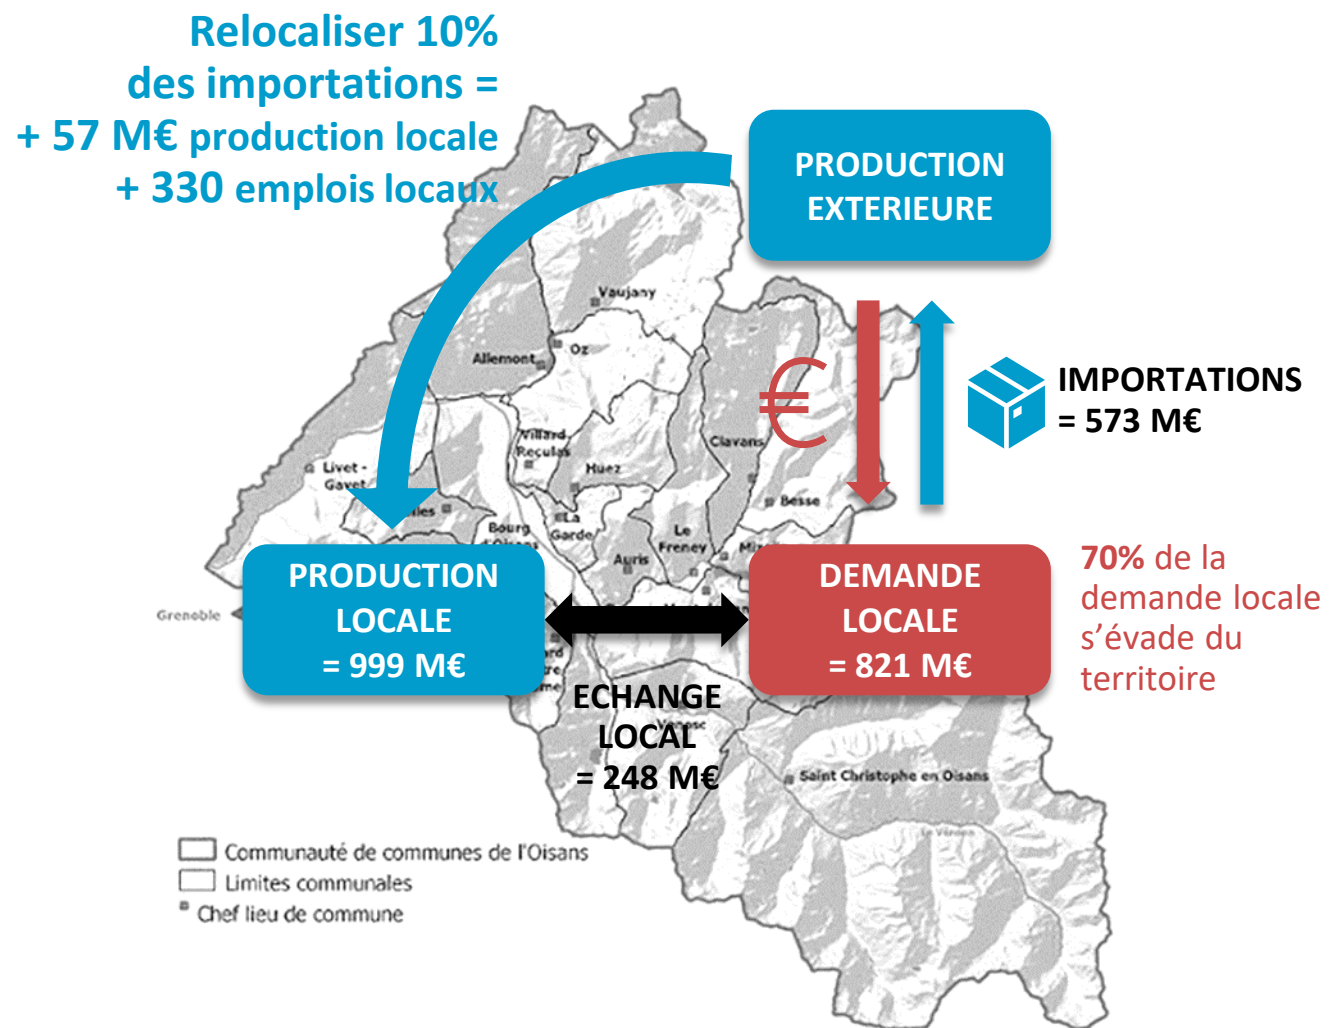 Relocaliser 10%
des importations =
+ 57 M€ production locale
+ 330 emplois locaux
PRODUCTION
EXTERIEURE
Vaujany
Oz
Allemont
IMPORTATIONS
= 573 M€
€
Villard
Reculas
Clavans
Livet -
Gavet
Huez
Besse
La
Garde
Bourg
Le
Freney
Auris
PRODUCTION
LOCALE
= 999 M€
DEMANDE
LOCALE
= 821 M€
70% de la
demande locale
s’évade du
territoire
Grenoble
ECHANGE
LOCAL
= 248 M€
Venosc
Saint Christophe en Oisans
Communauté de communes de l'Oisans
Limites communales
Chef lieu de commune